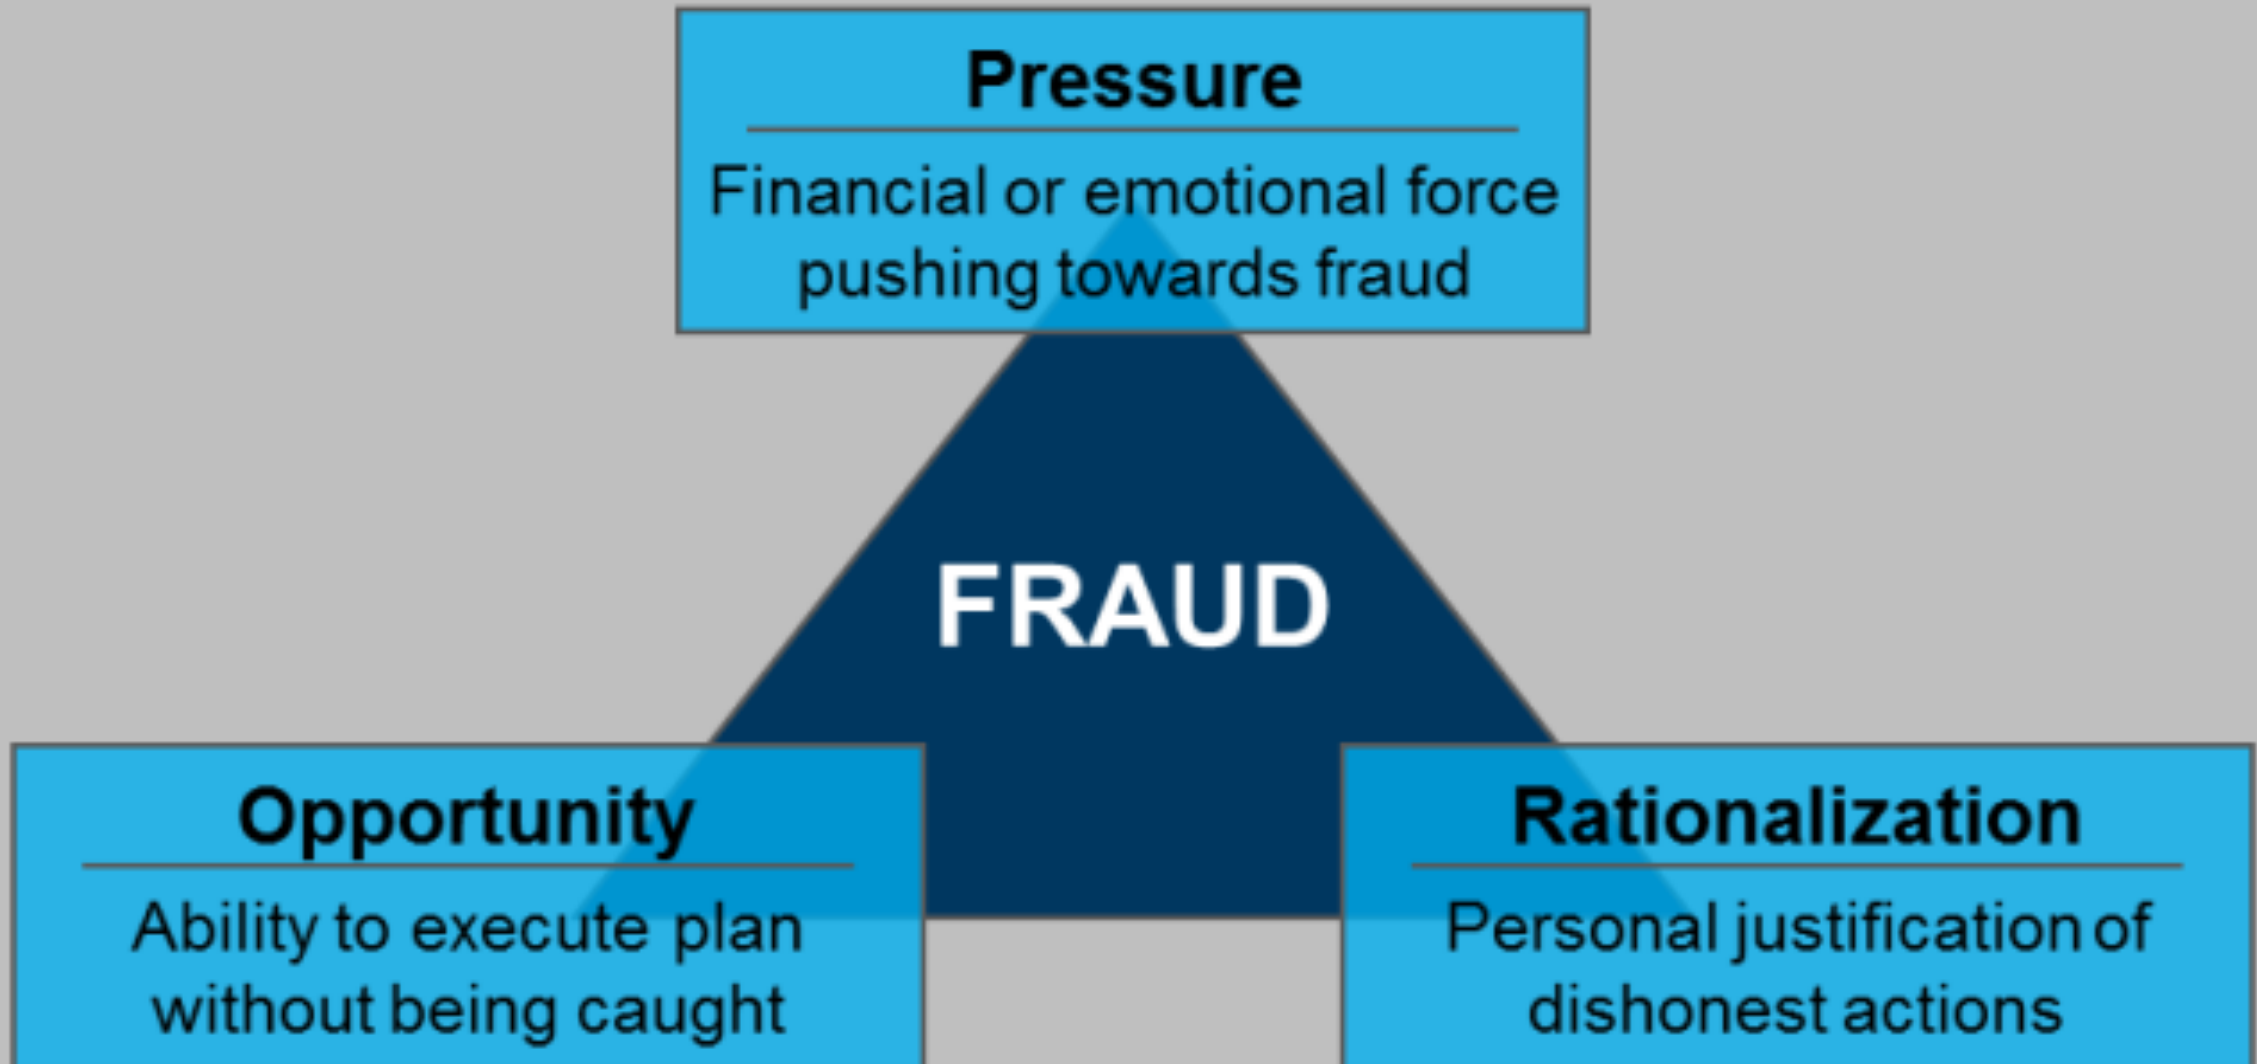 Pressure
Financial or emotional force
pushing towards fraud
FRAUD
Opportunity
Ability to execute plan
without being caught
Rationalization
Personal justification of
dishonest actions